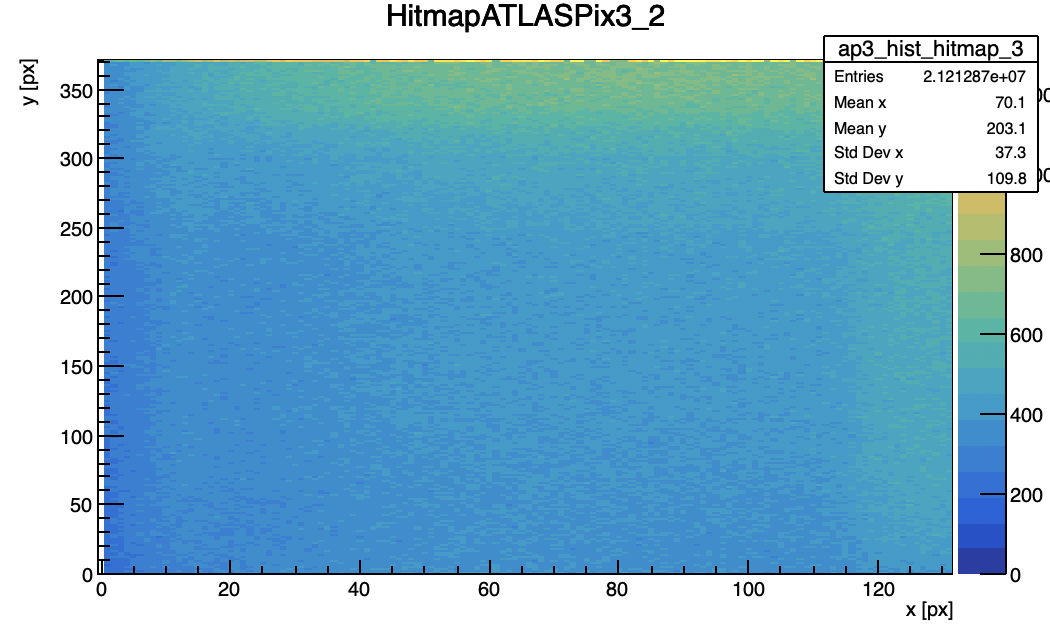 HitmapATLASPix3_2
y [px]
ap3_hist_hitmap_3
Entries 2.121287e+07
Mean x 70.1
Mean y 203.1
Std Dev x 37.3
Std Dev y 109.8
350
300
250
200
150
100
50
0
800
600
400
200
0
0 20 40 60 80 100 120
x [px]